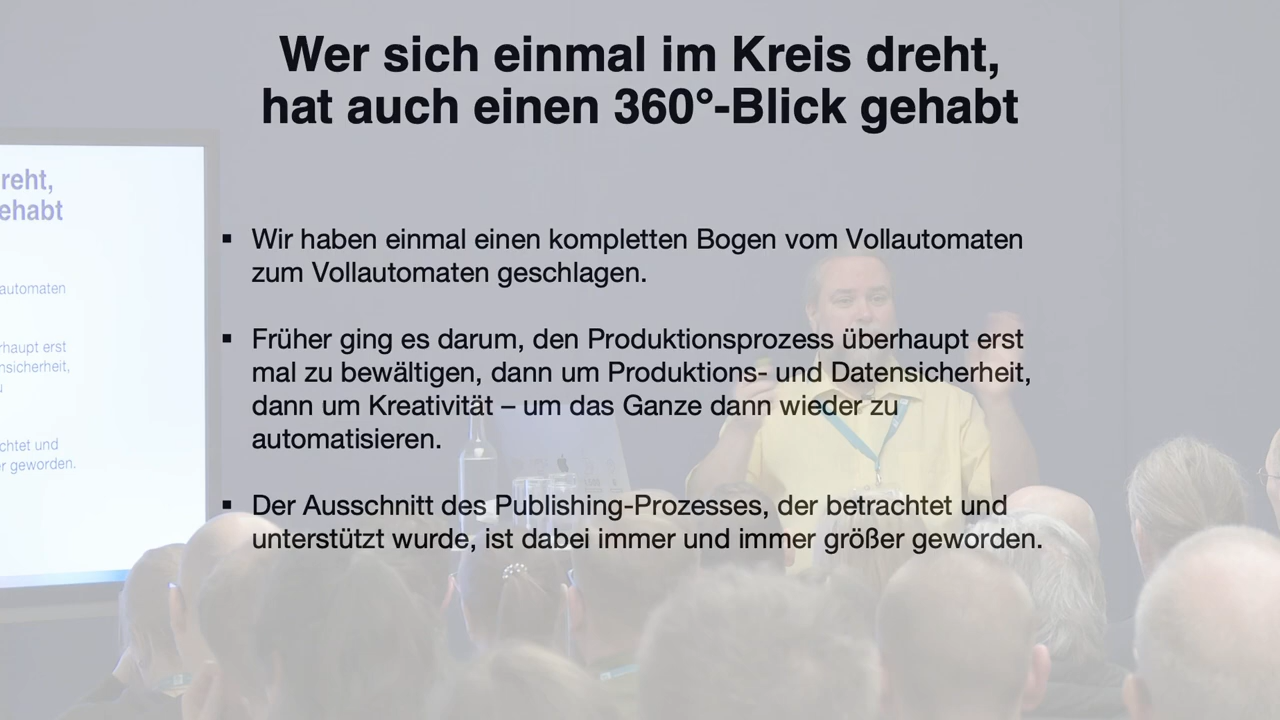 Wer sich einmal im Kreis dreht,
hat auch einen 360°-Blick gehabt
▪ Wir haben einmal einen kompletten Bogen vom Vollautomaten
zum Vollautomaten geschlagen.
▪ Früher ging es darum, den Produktionsprozess überhaupt erst
mal zu bewältigen, dann um Produktions- und Datensicherheit,
dann um Kreativität – um das Ganze dann wieder zu
automatisieren.
▪ Der Ausschnitt des Publishing-Prozesses, der betrachtet und
unterstützt wurde, ist dabei immer und immer größer geworden.
reht,
ehabt
automaten
rhaupt erst
nsicherheit,
u
chtet und
er geworden.